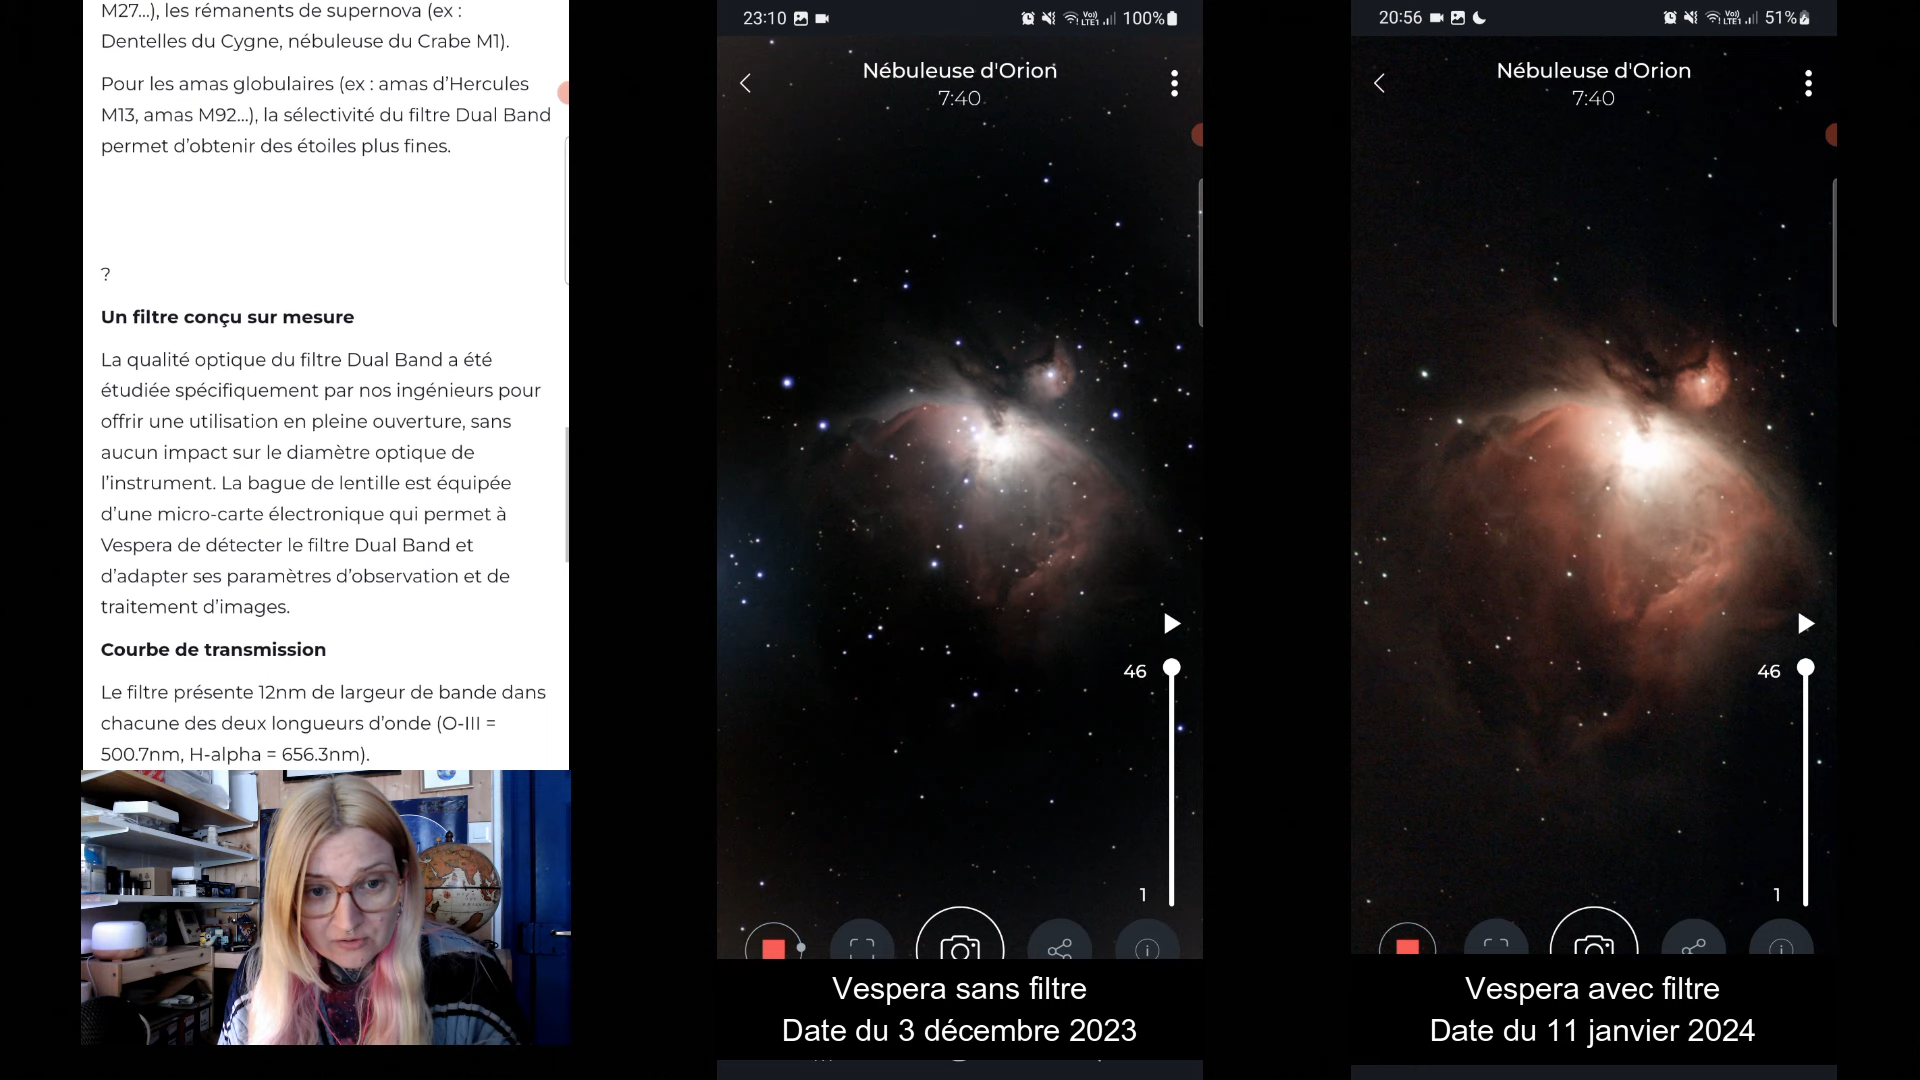 M27...), les rémanents de supernova (ex :
Dentelles du Cygne, nébuleuse du Crabe M1).
Pour les amas globulaires (ex : amas d'Hercules
M13, amas M92...), la sélectivité du filtre Dual Band
permet d'obtenir des étoiles plus fines.
?
Un filtre conçu sur mesure
La qualité optique du filtre Dual Band a été
étudiée spécifiquement par nos ingénieurs pour
offrir une utilisation en pleine ouverture, sans
aucun impact sur le diamètre optique de
l'instrument. La bague de lentille est équipée
d'une micro-carte électronique qui permet à
Vespera de détecter le filtre Dual Band et
d'adapter ses paramètres d'observation et de
traitement d'images.
Courbe de transmission
Le filtre présente 12nm de largeur de bande dans
chacune des deux longueurs d'onde (O-III =
500.7nm, H-alpha = 656.3nm).
23:10 Vo) LTE1 100%
Nébuleuse d'Orion
7:40
46
1
Vespera sans filtre
Date du 3 décembre 2023
20:56 Vo) LTE1 51%
Nébuleuse d'Orion
7:40
46
1
Vespera avec filtre
Date du 11 janvier 2024